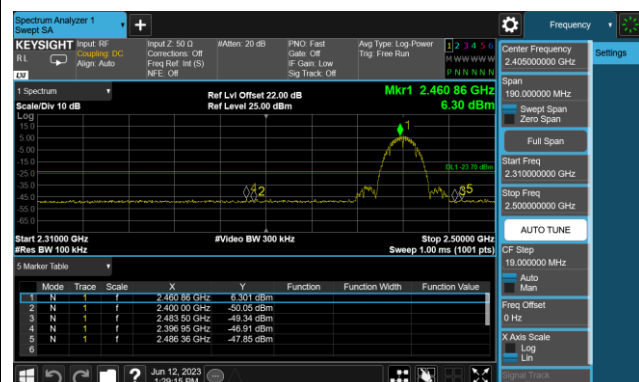 Spectrum Analyzer 1
Swept SA
Frequency
KEYSIGHT
RL
Input: RF
Coupling: DC
Align: Auto
Input Z: 50 Ω
Corrections: Off
Freq Ref: Int (S)
NFE: Off
#Atten: 20 dB
PNO: Fast
Gate: Off
IF Gain: Low
Sig Track: Off
Avg Type: Log-Power
Trig: Free Run
1 2 3 4 5 6
M W W W W W
P N N N N N
LXI
Center Frequency
2.405000000 GHz
Settings
1 Spectrum
Scale/Div 10 dB
Ref Lvl Offset 22.00 dB
Ref Level 25.00 dBm
Mkr1 2.460 86 GHz
6.30 dBm
Log
15.0
5.00
-5.00
-15.0
-25.0
-35.0
-45.0
-55.0
-65.0
1
DL1 -23.70 dBm
4 2
3 5
Start 2.31000 GHz
#Res BW 100 kHz
#Video BW 300 kHz
Stop 2.50000 GHz
Sweep 1.00 ms (1001 pts)
Span
190.000000 MHz
Swept Span
Zero Span
Full Span
Start Freq
2.310000000 GHz
Stop Freq
2.500000000 GHz
AUTO TUNE
CF Step
19.000000 MHz
Auto
Man
Freq Offset
0 Hz
X Axis Scale
Log
Lin
Signal Track
5 Marker Table
Mode Trace Scale X Y Function Function Width Function Value
1 N 1 f 2.460 86 GHz 6.301 dBm
2 N 1 f 2.400 00 GHz -50.05 dBm
3 N 1 f 2.483 50 GHz -49.34 dBm
4 N 1 f 2.396 95 GHz -46.91 dBm
5 N 1 f 2.486 36 GHz -47.85 dBm
6
?
Jun 12, 2023
1:29:15 PM